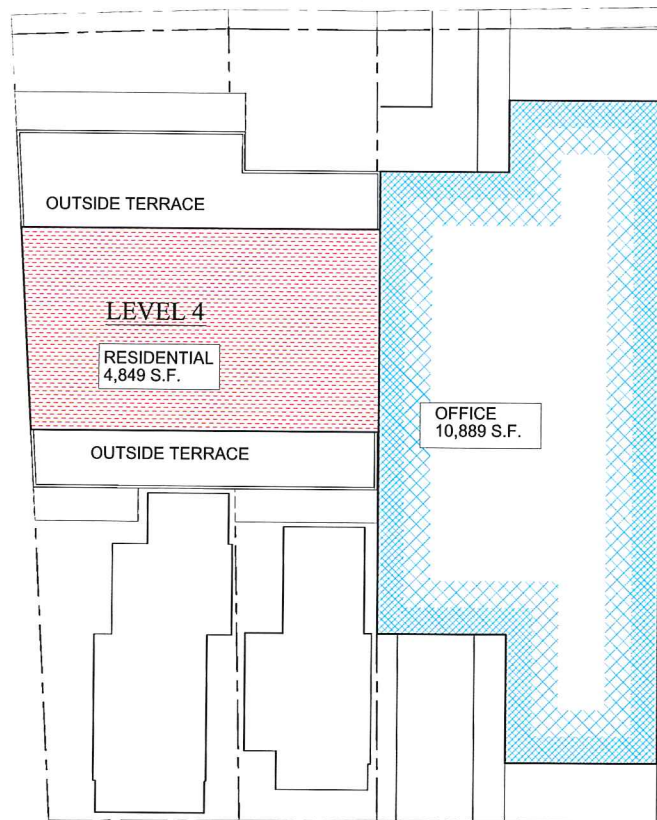 OUTSIDE TERRACE
LEVEL 4
RESIDENTIAL
4,849 S.F.
OFFICE
10,889 S.F.
OUTSIDE TERRACE